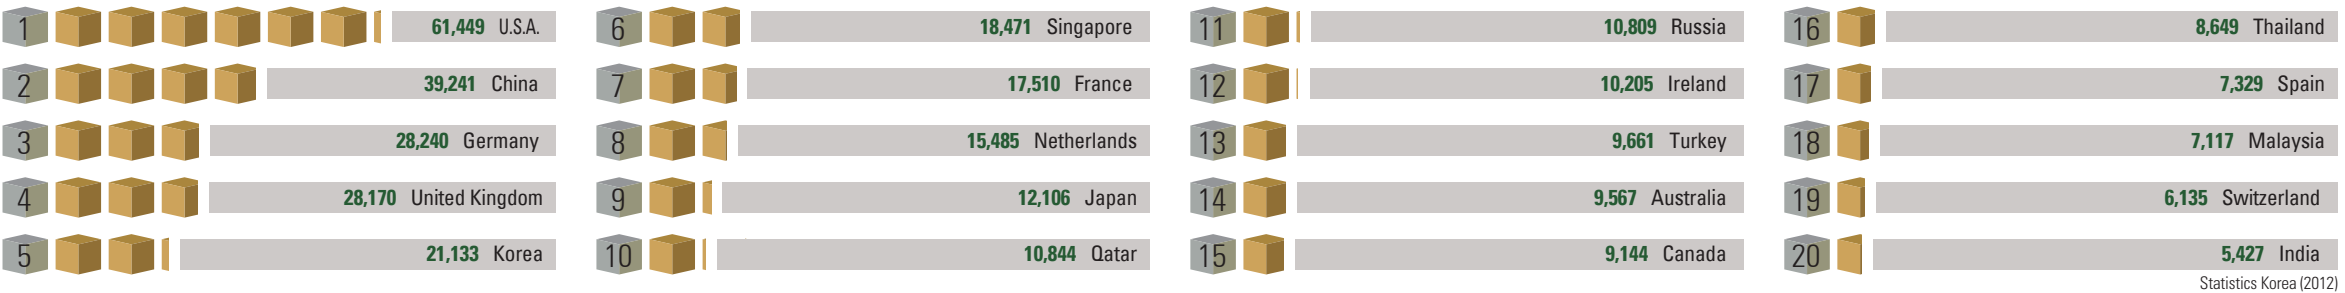 1 61,449 U.S.A.
2 39,241 China
3 28,240 Germany
4 28,170 United Kingdom
5 21,133 Korea
6 18,471 Singapore
7 17,510 France
8 15,485 Netherlands
9 12,106 Japan
10 10,844 Qatar
11 10,809 Russia
12 10,205 Ireland
13 9,661 Turkey
14 9,567 Australia
15 9,144 Canada
16 8,649 Thailand
17 7,329 Spain
18 7,117 Malaysia
19 6,135 Switzerland
20 5,427 India
Statistics Korea (2012)